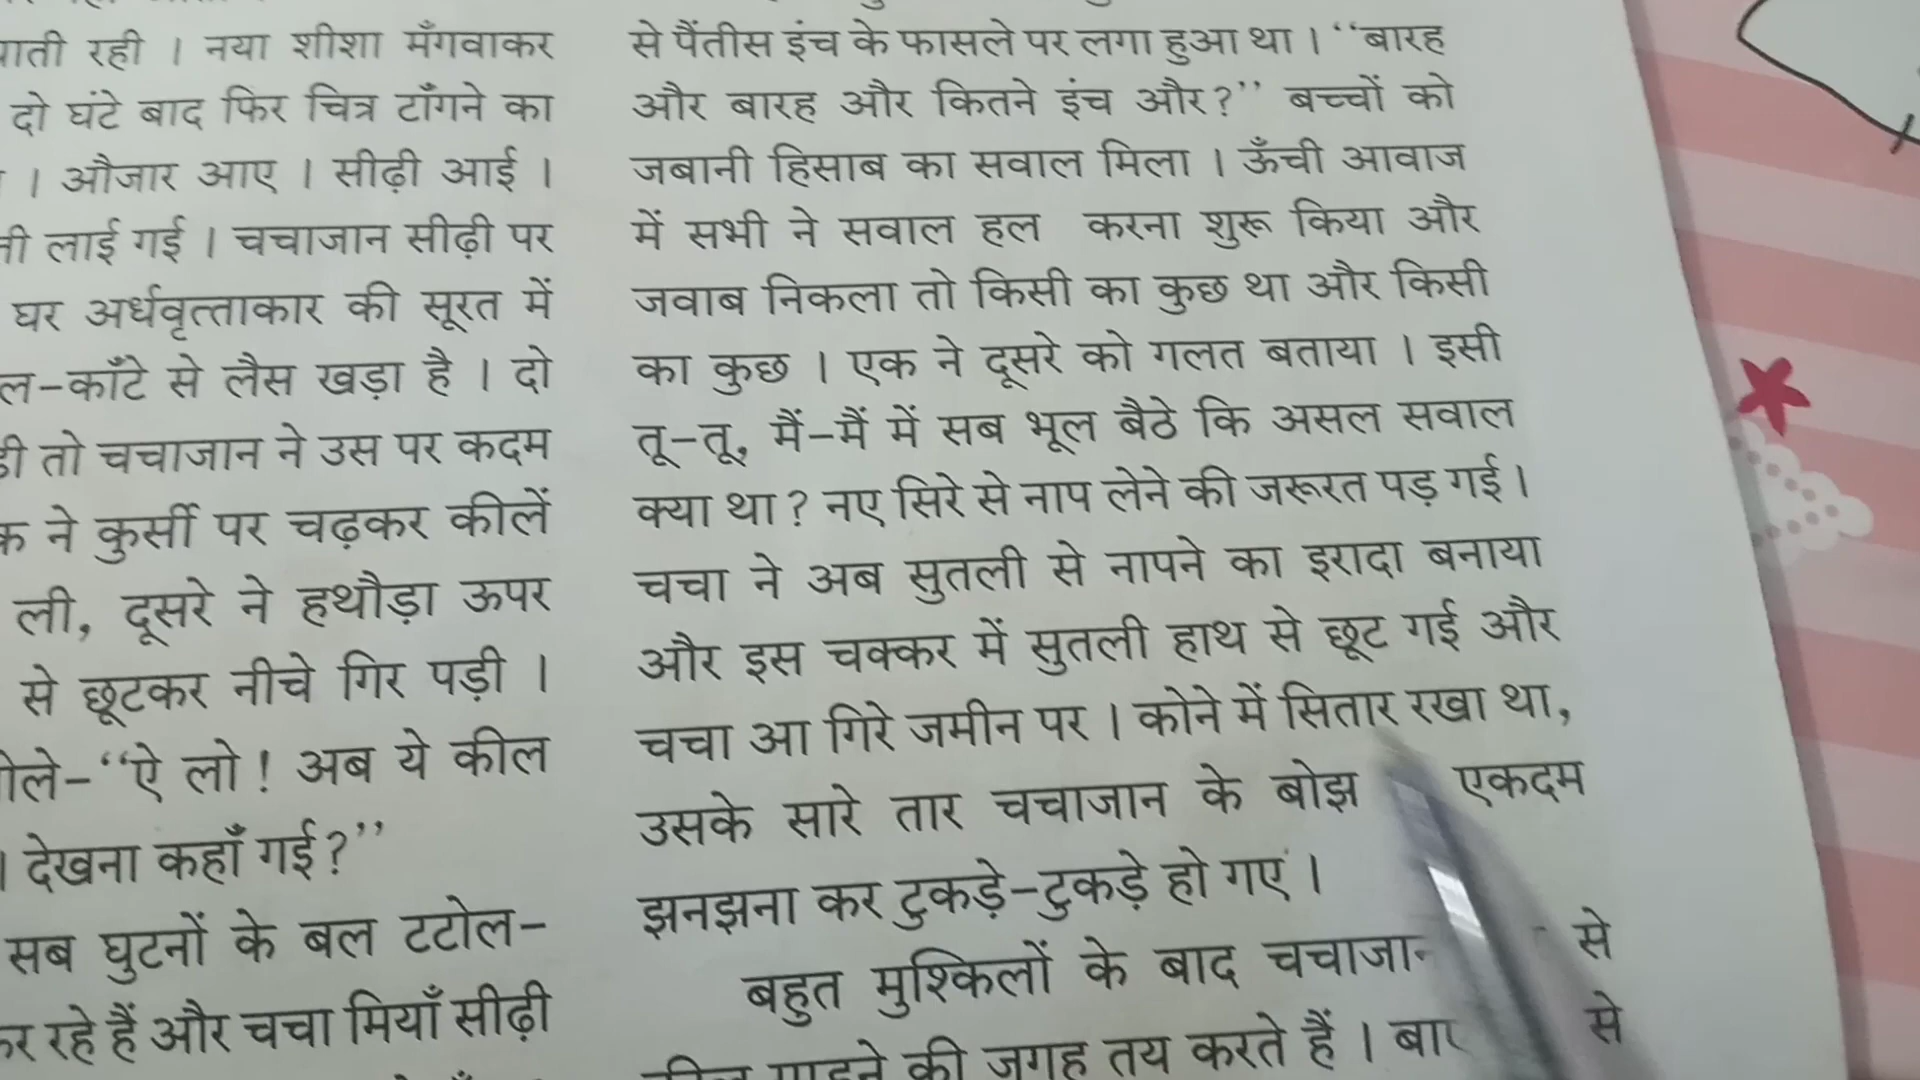 रही । नया शीशा मँगवाकर
दो घंटे बाद फिर चित्र टाँगने का
। औजार आए । सीढ़ी आई ।
लाई गई । चचाजान सीढ़ी पर
घर अर्धवृत्ताकार की सूरत में
काँटे से लैस खड़ा है । दो
तो चचाजान ने उस पर कदम
ने कुर्सी पर चढ़कर कीलें
ली, दूसरे ने हथौड़ा ऊपर
से छूटकर नीचे गिर पड़ी ।
“ऐ लो ! अब ये कील
। देखना कहाँ गई ?”
सब घुटनों के बल टटोल-
रहे हैं और चचा मियाँ सीढ़ी
से पैंतीस इंच के फासले पर लगा हुआ था । “बारह
और बारह और कितने इंच और ?” बच्चों को
जबानी हिसाब का सवाल मिला । ऊँची आवाज
में सभी ने सवाल हल करना शुरू किया और
जवाब निकला तो किसी का कुछ था और किसी
का कुछ । एक ने दूसरे को गलत बताया । इसी
तू-तू, मैं-मैं में सब भूल बैठे कि असल सवाल
क्या था ? नए सिरे से नाप लेने की जरूरत पड़ गई ।
चचा ने अब सुतली से नापने का इरादा बनाया
और इस चक्कर में सुतली हाथ से छूट गई और
चचा आ गिरे जमीन पर । कोने में सितार रखा था,
उसके सारे तार चचाजान के बोझ एकदम
झनझना कर टुकड़े-टुकड़े हो गए ।
बहुत मुश्किलों के बाद से
की जगह तय करते हैं । से